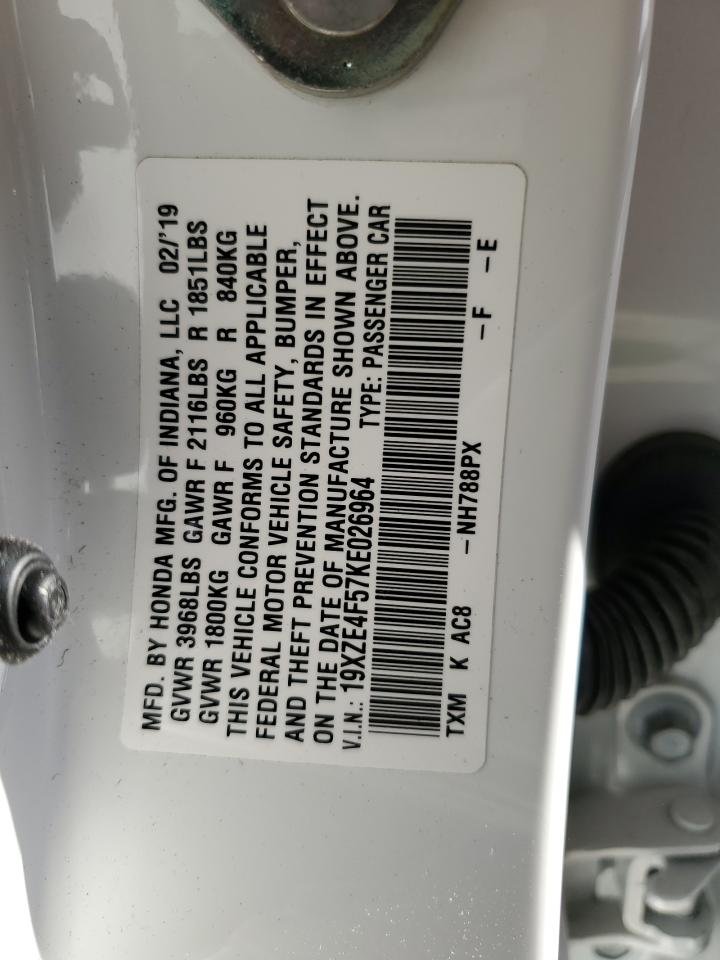 MFD. BY HONDA MFG. OF INDIANA, LLC 02/'19
GVWR 3968LBS GAWR F 2116LBS R 1851LBS
GVWR 1800KG GAWR F 960KG R 840KG
THIS VEHICLE CONFORMS TO ALL APPLICABLE
FEDERAL MOTOR VEHICLE SAFETY, BUMPER,
AND THEFT PREVENTION STANDARDS IN EFFECT
ON THE DATE OF MANUFACTURE SHOWN ABOVE.
V.I.N.: 19XZE4F57KE026964 TYPE: PASSENGER CAR
TXM K AC8 -NH788PX -F -E